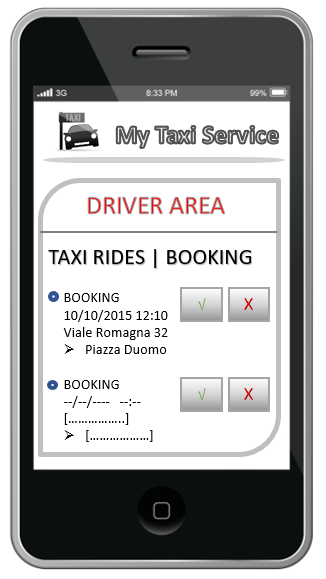 3G 8:33 PM 99%
TAXI
My Taxi Service
DRIVER AREA
TAXI RIDES | BOOKING
BOOKING
10/10/2015 12:10
Viale Romagna 32
➢ Piazza Duomo
√ X
BOOKING
--/--/---- --:--
[……………..]
➢ [………………]
√ X